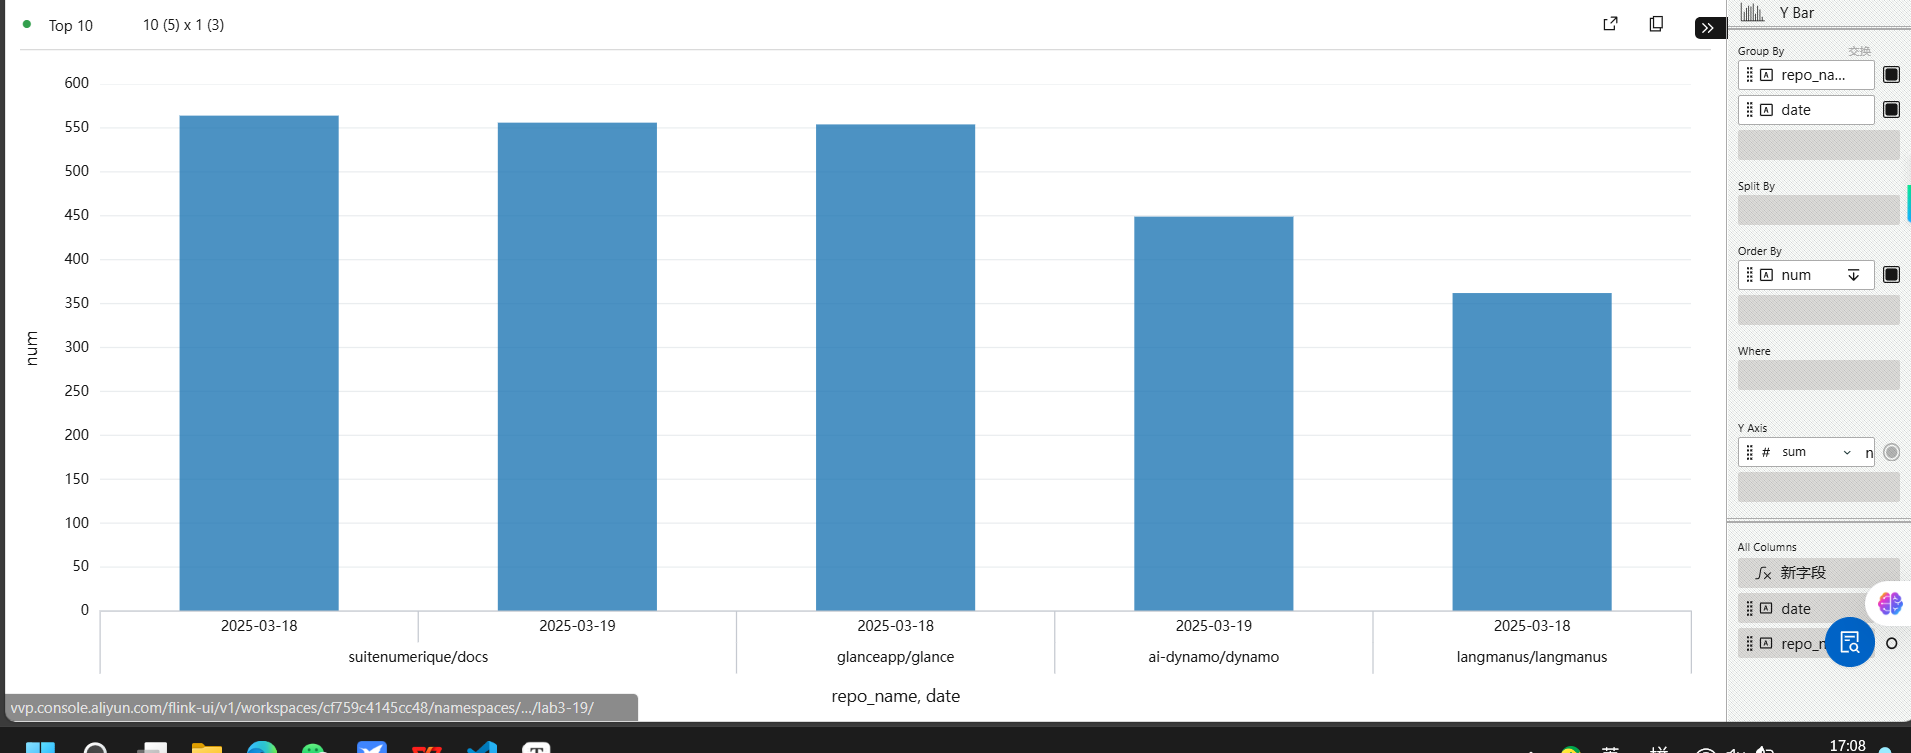 Top 10 10 (5) x 1 (3)
Y Bar
Group By 交换
repo_na...
date
Split By
Order By
num
Where
Y Axis
# sum n
All Columns
新字段
date
repo_n
600
550
500
450
400
350
300
250
200
150
100
50
0
num
2025-03-18 2025-03-19 2025-03-18 2025-03-19 2025-03-18
suitenumerique/docs glanceapp/glance ai-dynamo/dynamo langmanus/langmanus
repo_name, date
vvp.console.aliyun.com/flink-ui/v1/workspaces/cf759c4145cc48/namespaces/.../lab3-19/
17:08